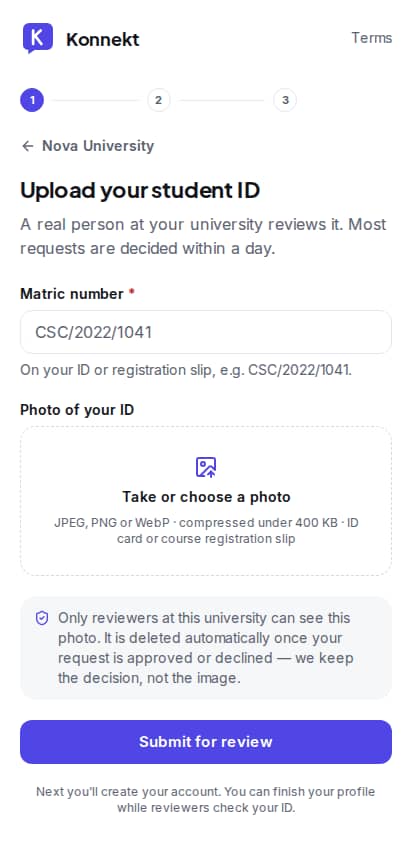 Konnekt
Terms
1
2
3
Nova University
Upload your student ID
A real person at your university reviews it. Most
requests are decided within a day.
Matric number *
CSC/2022/1041
On your ID or registration slip, e.g. CSC/2022/1041.
Photo of your ID
Take or choose a photo
JPEG, PNG or WebP · compressed under 400 KB · ID
card or course registration slip
Only reviewers at this university can see this
photo. It is deleted automatically once your
request is approved or declined — we keep
the decision, not the image.
Submit for review
Next you'll create your account. You can finish your profile
while reviewers check your ID.